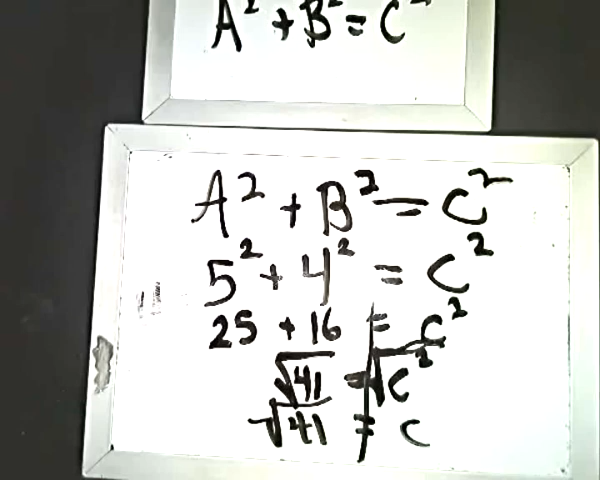 A² + B² = C²
A² + B² = C²
5² + 4² = C²
25 + 16 = C²
√41 = √C²
√41 = C